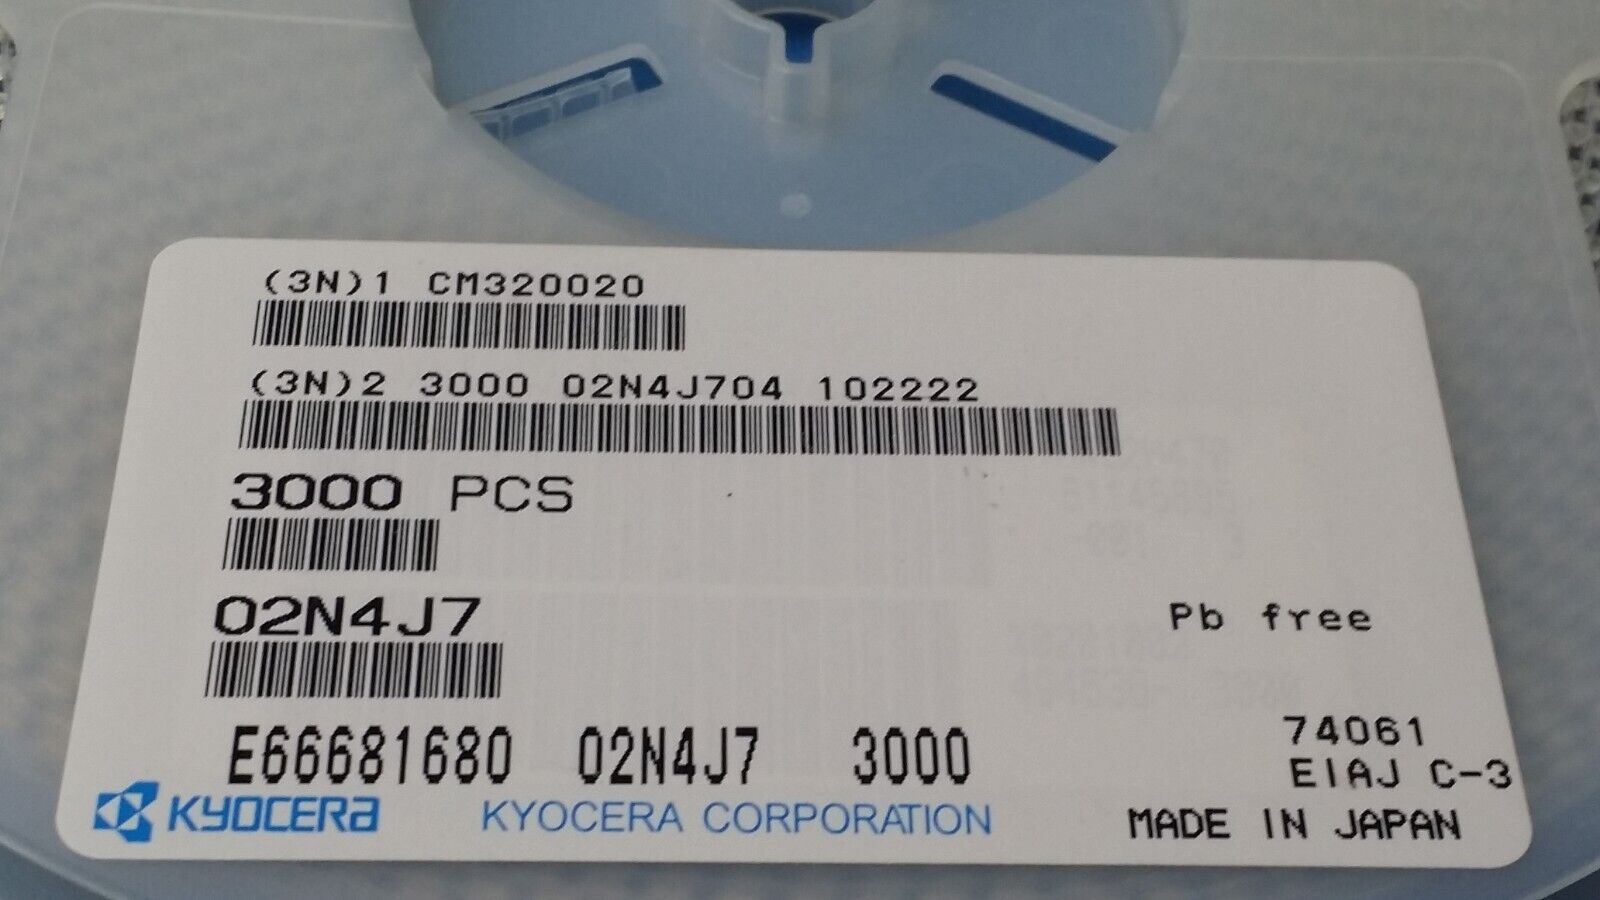 (3N)1 CM320020
(3N)2 3000 02N4J704 102222
3000 PCS
02N4J7
Pb free
E66681680 02N4J7 3000
74061
EIAJ C-3
KYOCERA KYOCERA CORPORATION
MADE IN JAPAN